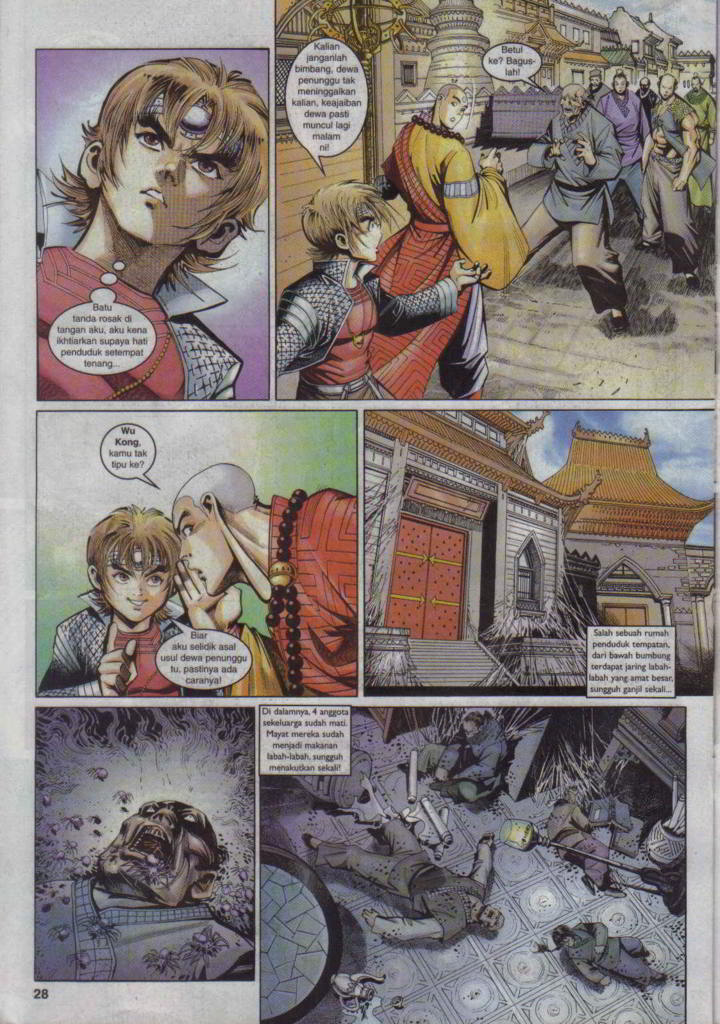 Batu
tanda rosak di
tangan aku, aku kena
ikhtiarkan supaya hati
penduduk setempat
tenang...
Kalian
janganlah
bimbang, dewa
penunggu tak
meninggalkan
kalian, keajaiban
dewa pasti
muncul lagi
malam
ni!
Betul
ke? Bagus-
lah!
Wu
Kong,
kamu tak
tipu ke?
Biar
aku selidik asal
usul dewa penunggu
tu, pastinya ada
caranya!
Salah sebuah rumah
penduduk tempatan,
dari bawah bumbung
terdapat jaring labah-
labah yang amat besar,
sungguh ganjil sekali...
Di dalamnya, 4 anggota
sekeluarga sudah mati.
Mayat mereka sudah
menjadi makanan
labah-labah, sungguh
menakutkan sekali!
28